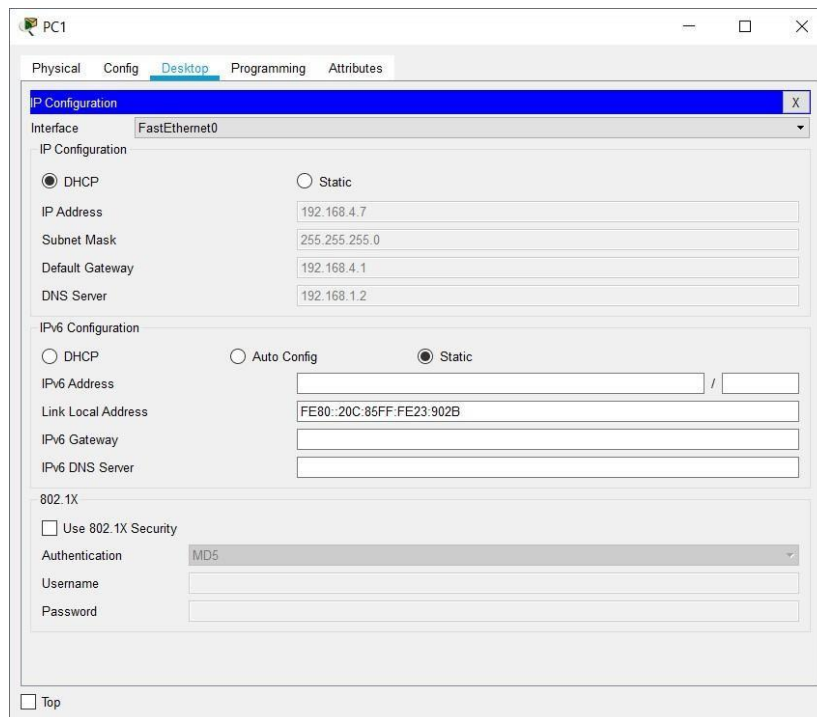 PC1
Physical Config Desktop Programming Attributes
IP Configuration X
Interface FastEthernet0
IP Configuration
DHCP Static
IP Address 192.168.4.7
Subnet Mask 255.255.255.0
Default Gateway 192.168.4.1
DNS Server 192.168.1.2
IPv6 Configuration
DHCP Auto Config Static
IPv6 Address /
Link Local Address FE80::20C:85FF:FE23:902B
IPv6 Gateway
IPv6 DNS Server
802.1X
Use 802.1X Security
Authentication MD5
Username
Password
Top